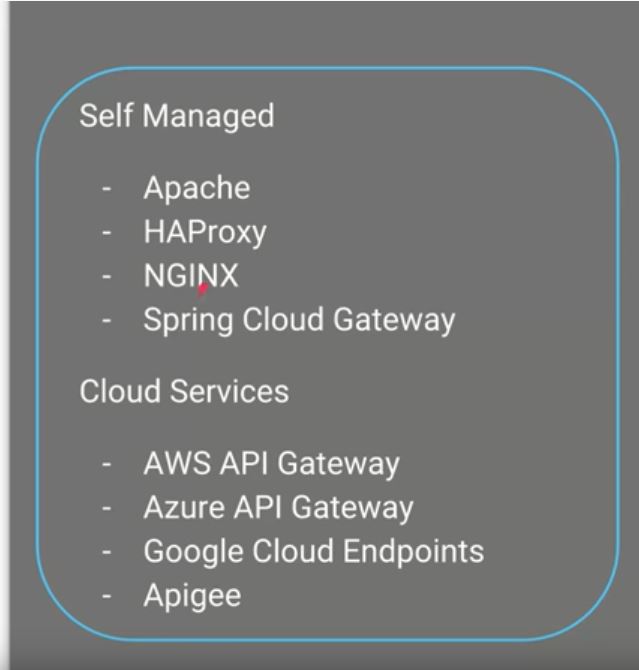 Self Managed
- Apache
- HAProxy
- NGINX
- Spring Cloud Gateway
Cloud Services
- AWS API Gateway
- Azure API Gateway
- Google Cloud Endpoints
- Apigee